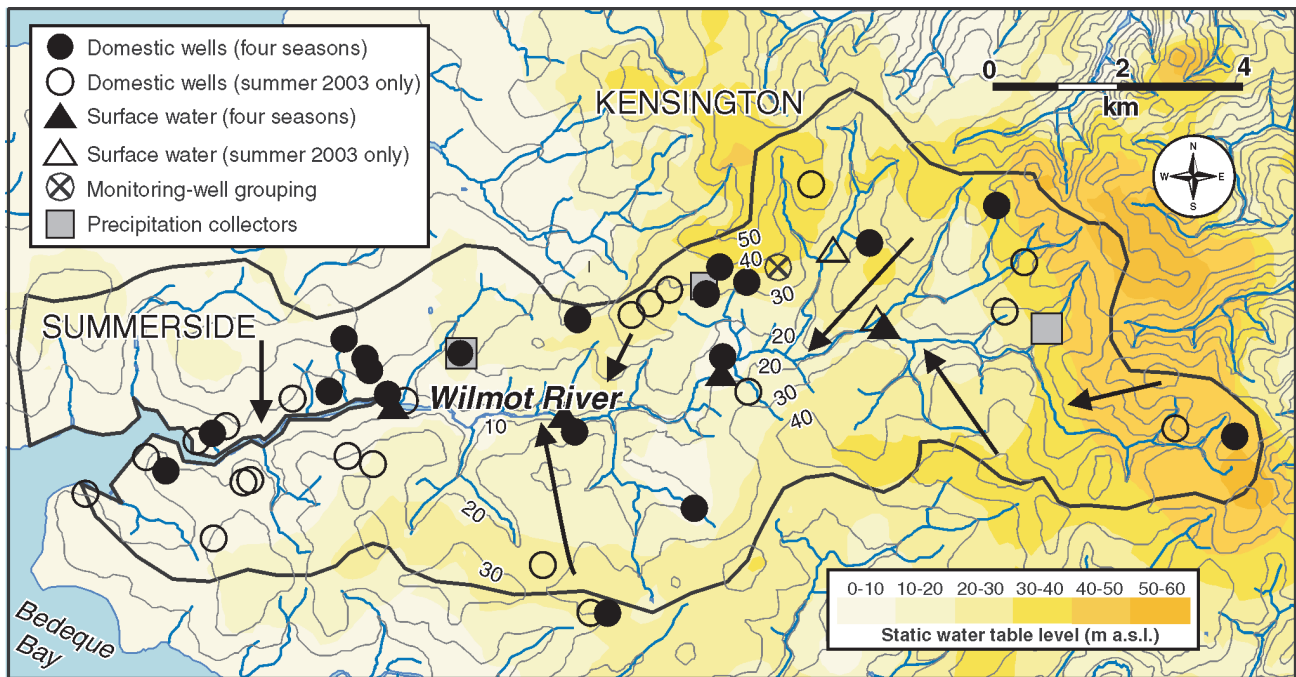 Domestic wells (four seasons)
Domestic wells (summer 2003 only)
Surface water (four seasons)
Surface water (summer 2003 only)
Monitoring-well grouping
Precipitation collectors
KENSINGTON
0 2 4
km
N
W E
S
50
40
30
20
20
30
40
SUMMERSIDE
Wilmot River
10
20
30
Bedeque
Bay
0-10 10-20 20-30 30-40 40-50 50-60
Static water table level (m a.s.l.)